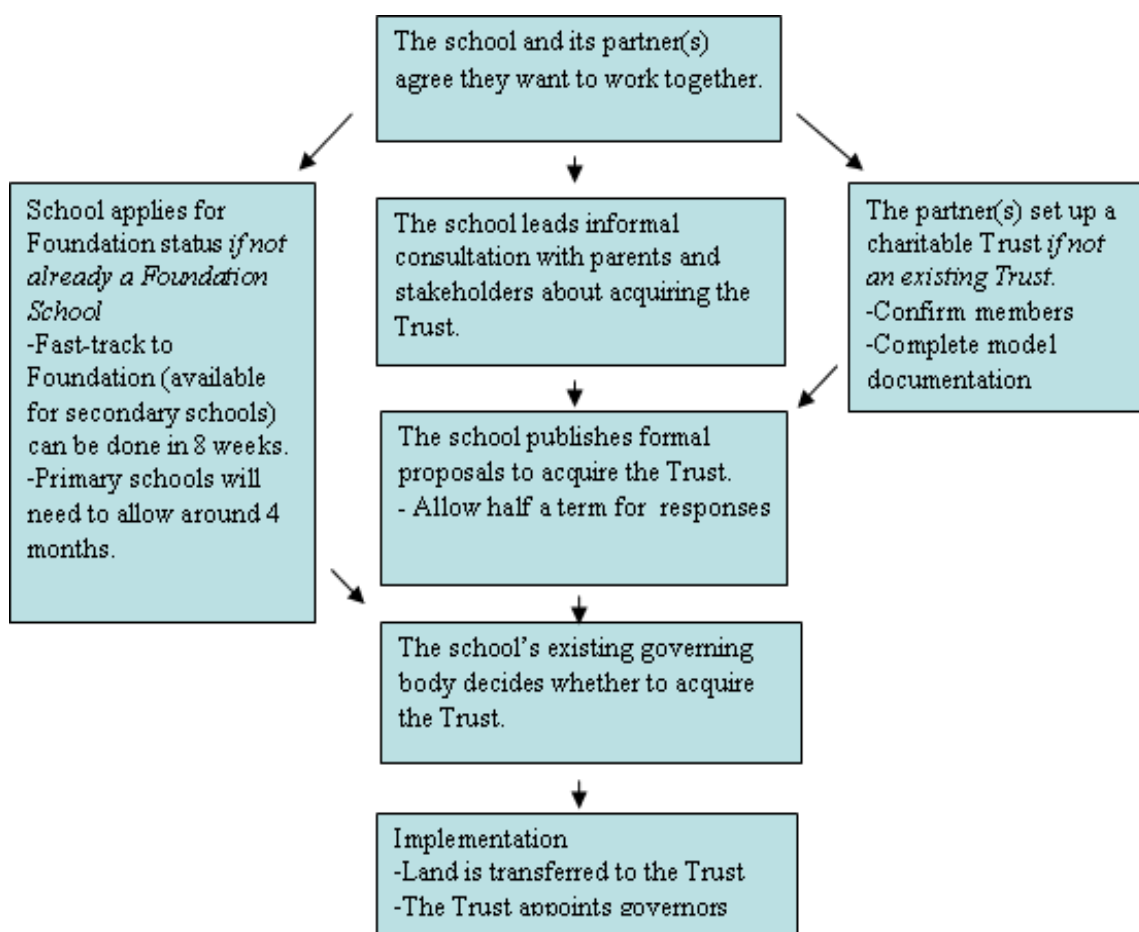 The school and its partner(s)
agree they want to work together.
School applies for
Foundation status if not
already a Foundation
School
-Fast-track to
Foundation (available
for secondary schools)
can be done in 8 weeks.
-Primary schools will
need to allow around 4
months.
The school leads informal
consultation with parents and
stakeholders about acquiring the
Trust.
The partner(s) set up a
charitable Trust if not
an existing Trust.
-Confirm members
-Complete model
documentation
The school publishes formal
proposals to acquire the Trust.
- Allow half a term for responses
The school’s existing governing
body decides whether to acquire
the Trust.
Implementation
-Land is transferred to the Trust
-The Trust appoints governors